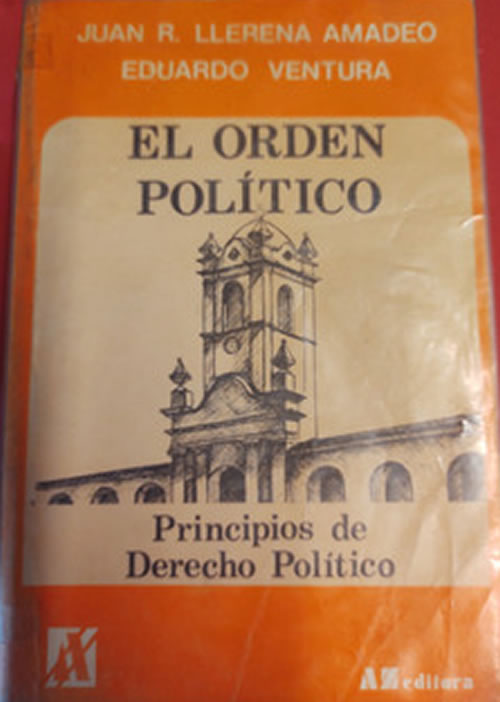 JUAN R. LLERENA AMADEO
EDUARDO VENTURA
EL ORDEN
POLÍTICO
Principios de
Derecho Político
AZ editora